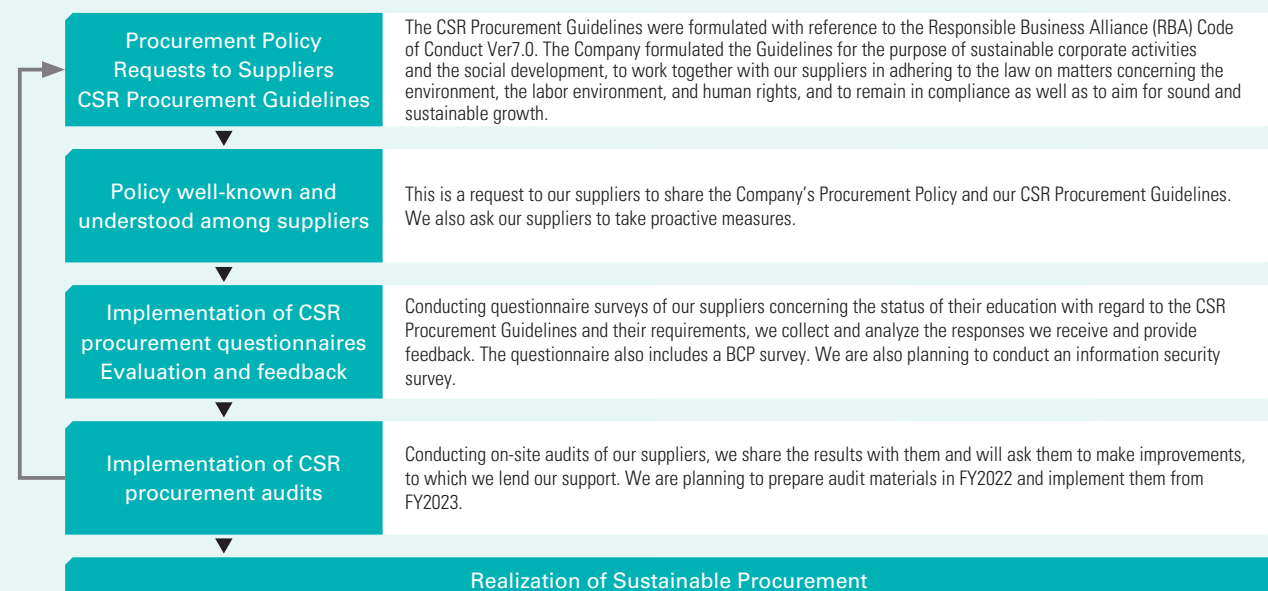 Procurement Policy
Requests to Suppliers
CSR Procurement Guidelines
The CSR Procurement Guidelines were formulated with reference to the Responsible Business Alliance (RBA) Code
of Conduct Ver7.0. The Company formulated the Guidelines for the purpose of sustainable corporate activities
and the social development, to work together with our suppliers in adhering to the law on matters concerning the
environment, the labor environment, and human rights, and to remain in compliance as well as to aim for sound and
sustainable growth.
Policy well-known and
understood among suppliers
This is a request to our suppliers to share the Company's Procurement Policy and our CSR Procurement Guidelines.
We also ask our suppliers to take proactive measures.
Implementation of CSR
procurement questionnaires
Evaluation and feedback
Conducting questionnaire surveys of our suppliers concerning the status of their education with regard to the CSR
Procurement Guidelines and their requirements, we collect and analyze the responses we receive and provide
feedback. The questionnaire also includes a BCP survey. We are also planning to conduct an information security
survey.
Implementation of CSR
procurement audits
Conducting on-site audits of our suppliers, we share the results with them and will ask them to make improvements,
to which we lend our support. We are planning to prepare audit materials in FY2022 and implement them from
FY2023.
Realization of Sustainable Procurement